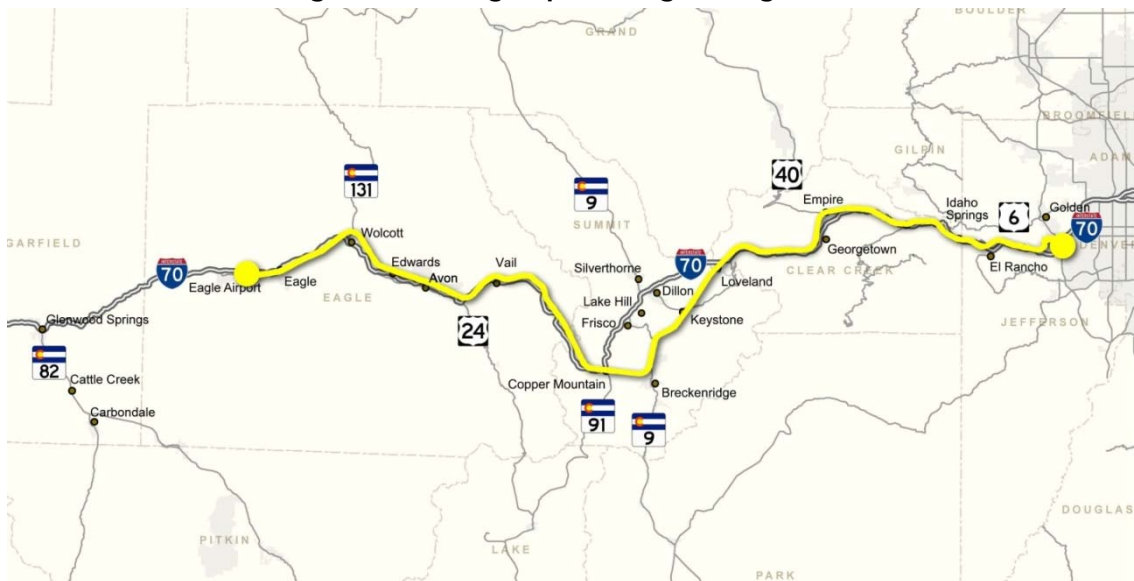 BOULDER
GRAND
BROOMFIELD
GILPIN
ADAM
131
9
40
Empire
Idaho
Springs
6
Golden
70
DENVER
SUMMIT
GARFIELD
Wolcott
70
Eagle Airport
Eagle
Edwards
Avon
Vail
EAGLE
Silverthorne
70
Loveland
Georgetown
CLEAR CREEK
El Rancho
Dillon
Lake Hill
Frisco
Keystone
JEFFERSON
Glenwood Springs
24
82
Cattle Creek
Carbondale
Copper Mountain
Breckenridge
91
9
DOUGLAS
PITKIN
LAKE
PARK